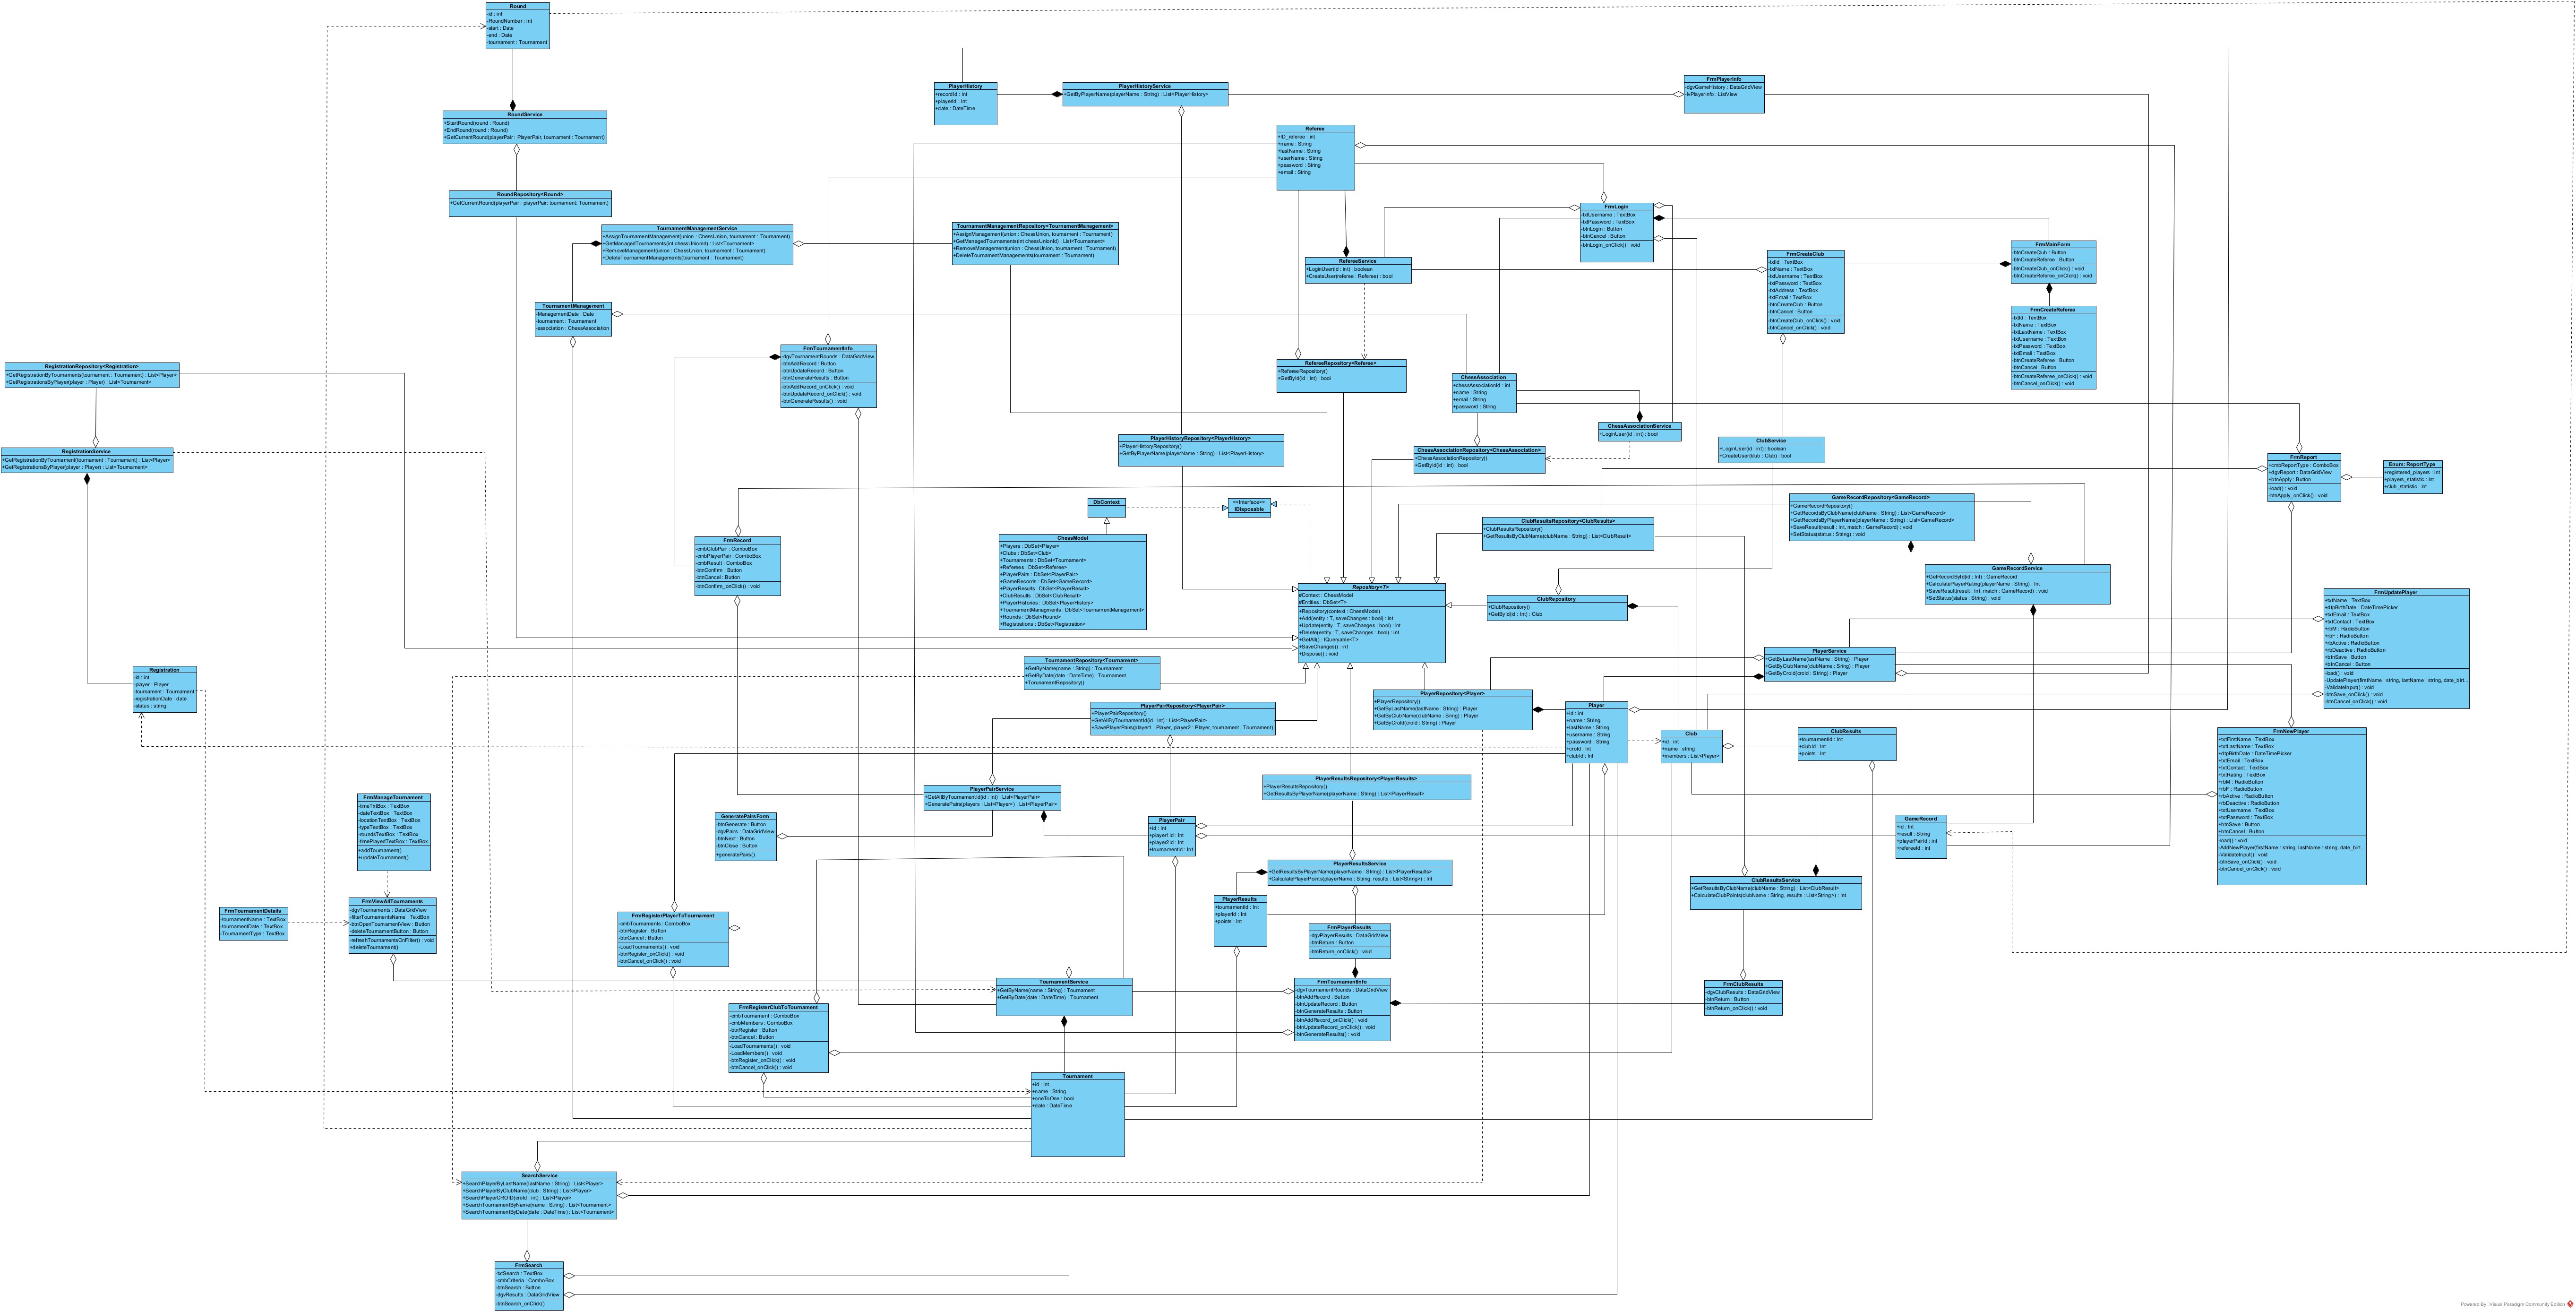 Round
-id : int
-RoundNumber : int
-start : Date
-end : Date
-tournament : Tournament
RoundService
+StartRound(round : Round)
+EndRound(round : Round)
+GetCurrentRound(playerPair : PlayerPair, tournament : Tournament)
RoundRepository<Round>
+GetCurrentRound(playerPair : playerPair: tournament: Tournament)
PlayerHistory
+recordId : Int
+playerId : Int
+date : DateTime
PlayerHistoryService
+GetByPlayerName(playerName : String) : List<PlayerHistory>
FrmPlayerInfo
-dgvGameHistory : DataGridView
-lvPlayerInfo : ListView
Referee
+ID_referee : int
+name : String
+lastName : String
+userName : String
+password : String
+email : String
TournamentManagementService
+AssignTournamentManagement(union : ChessUnion, tournament : Tournament)
+GetManagedTournaments(int chessUnionId) : List<Tournament>
+RemoveManagement(union : ChessUnion, tournament : Tournament)
+DeleteTournamentManagements(tournament : Tournament)
TournamentManagementRepository<TournamentManagement>
+AssignManagement(union : ChessUnion, tournament : Tournament)
+GetManagedTournaments(int chessUnionId) : List<Tournament>
+RemoveManagement(union : ChessUnion, tournament : Tournament)
+DeleteTournamentManagements(tournament : Tournament)
FrmLogin
-txtUsername : TextBox
-txtPassword : TextBox
-btnLogin : Button
-btnCancel : Button
-btnLogin_onClick() : void
RefereeService
+LoginUser(id : int) : boolean
+CreateUser(referee : Referee) : bool
FrmCreateClub
-txtId : TextBox
-txtName : TextBox
-txtUsername : TextBox
-txtPassword : TextBox
-txtAddress : TextBox
-txtEmail : TextBox
-btnCreateClub : Button
-btnCancel : Button
-btnCreateClub_onClick() : void
-btnCancel_onClick() : void
FrmMainForm
-btnCreateClub : Button
-btnCreateReferee : Button
-btnCreateClub_onClick() : void
-btnCreateReferee_onClick() : void
FrmCreateReferee
-txtId : TextBox
-txtName : TextBox
-txtLastName : TextBox
-txtUsername : TextBox
-txtPassword : TextBox
-txtEmail : TextBox
-btnCreateReferee : Button
-btnCancel : Button
-btnCreateReferee_onClick() : void
-btnCancel_onClick() : void
TournamentManagement
-ManagementDate : Date
-tournament : Tournament
-association : ChessAssociation
FrmTournamentInfo
-dgvTournamentRounds : DataGridView
-btnAddRecord : Button
-btnUpdateRecord : Button
-btnGenerateResults : Button
-btnAddRecord_onClick() : void
-btnUpdateRecord_onClick() : void
-btnGenerateResults() : void
RefereeRepository<Referee>
+RefereeRepository()
+GetById(id : int) : bool
RegistrationRepository<Registration>
+GetRegistrationByTournaments(tournament : Tournament) : List<Player>
+GetRegistrationsByPlayer(player : Player) : List<Tournament>
RegistrationService
+GetRegistrationByTournament(tournament : Tournament) : List<Player>
+GetRegistrationsByPlayer(player : Player) : List<Tournament>
ChessAssociation
+chessAssociationId : int
+name : String
+email : String
+password : String
ChessAssociationService
+LoginUser(id : int) : bool
ChessAssociationRepository<ChessAssociation>
+ChessAssociationRepository()
+GetById(id : int) : bool
PlayerHistoryRepository<PlayerHistory>
+PlayerHistoryRepository()
+GetByPlayerName(playerName : String) : List<PlayerHistory>
ClubService
+LoginUser(id : int) : boolean
+CreateUser(klub : Club) : bool
FrmReport
+cmbReportType : ComboBox
+dgvReport : DataGridView
+btnApply : Button
-load() : void
-btnApply_onClick() : void
Enum: ReportType
+registered_players : int
+players_statistic : int
+club_statistic : int
DbContext
<<Interface>>
IDisposable
ChessModel
+Players : DbSet<Player>
+Clubs : DbSet<Club>
+Tournaments : DbSet<Tournament>
+Referees : DbSet<Referee>
+PlayerPairs : DbSet<PlayerPair>
+GameRecords : DbSet<GameRecord>
+PlayerResults : DbSet<PlayerResult>
+ClubResults : DbSet<ClubResult>
+PlayerHistories : DbSet<PlayerHistory>
+TournamentManagements : DbSet<TournamentManagement>
+Rounds : DbSet<Round>
+Registrations : DbSet<Registration>
FrmRecord
-cmbClubPair : ComboBox
-cmbPlayerPair : ComboBox
-cmbResult : ComboBox
-btnConfirm : Button
-btnCancel : Button
-btnConfirm_onClick() : void
ClubResultsRepository<ClubResults>
+ClubResultsRepository()
+GetResultsByClubName(clubName : String) : List<ClubResult>
GameRecordRepository<GameRecord>
+GameRecordRepository()
+GetRecordsByClubName(clubName : String) : List<GameRecord>
+GetRecordsByPlayerName(playerName : String) : List<GameRecord>
+SaveResult(result : Int, match : GameRecord) : void
+SetStatus(status : String) : void
GameRecordService
+GetRecordById(id : Int) : GameRecord
+CalculatePlayerRating(playerName : String) : Int
+SaveResult(result : Int, match : GameRecord) : void
+SetStatus(status : String) : void
Repository<T>
#Context : ChessModel
#Entities : DbSet<T>
+Repository(context : ChessModel)
+Add(entity : T, saveChanges : bool) : int
+Update(entity : T, saveChanges : bool) : int
+Delete(entity : T, saveChanges : bool) : int
+GetAll() : IQueryable<T>
+SaveChanges() : int
+Dispose() : void
ClubRepository
+ClubRepository()
+GetById(id : Int) : Club
FrmUpdatePlayer
+txtName : TextBox
+dtpBirthDate : DateTimePicker
+txtEmail : TextBox
+txtContact : TextBox
+rbM : RadioButton
+rbF : RadioButton
+rbActive : RadioButton
+rbDeactive : RadioButton
+btnSave : Button
+btnCancel : Button
-load() : void
-UpdatePlayer(firstName : string, lastName : string, date_birt...
-ValidateInput() : void
-btnSave_onClick() : void
-btnCancel_onClick() : void
PlayerService
+GetByLastName(lastName : String) : Player
+GetByClubName(clubName : Sring) : Player
+GetByCroId(croId : String) : Player
TournamentRepository<Tournament>
+GetByName(name : String) : Tournament
+GetByDate(date : DateTime) : Tournament
+TorunamentRepository()
Registration
-id : int
-player : Player
-tournament : Tournament
-registrationDate : date
-status : string
PlayerRepository<Player>
+PlayerRepository()
+GetByLastName(lastName : String) : Player
+GetByClubName(clubName : Sring) : Player
+GetByCroId(croId : String) : Player
PlayerPairRepository<PlayerPair>
+PlayerPairRepository()
+GetAllByTournamentId(id : Int) : List<PlayerPair>
+SavePlayerPairs(player1 : Player, player2 : Player, tournament : Tournament)
Player
+id : int
+name : String
+lastName : String
+username : String
+password : String
+croId : Int
+clubId : Int
Club
+id : int
+name : string
+members : List<Player>
ClubResults
+tournamentId : Int
+clubId : Int
+points : Int
FrmNewPlayer
+txtFirstName : TextBox
+txtLastName : TextBox
+dtpBirthDate : DateTimePicker
+txtEmail : TextBox
+txtContact : TextBox
+txtRating : TextBox
+rbM : RadioButton
+rbF : RadioButton
+rbActive : RadioButton
+rbDeactive : RadioButton
+txtUsername : TextBox
+txtPassword : TextBox
+btnSave : Button
+btnCancel : Button
-load() : void
-AddNewPlayer(firstName : string, lastName : string, date_birt...
-ValidateInput() : void
-btnSave_onClick() : void
-btnCancel_onClick() : void
PlayerResultsRepository<PlayerResults>
+PlayerResultsRepository()
+GetResultsByPlayerName(playerName : String) : List<PlayerResult>
PlayerPairService
+GetAllByTournamentId(id : Int) : List<PlayerPair>
+GeneratePairs(players : List<Player>) : List<PlayerPair>
FrmManageTournament
-timeTxtBox : TextBox
-dateTextBox : TextBox
-locationTextBox : TextBox
-typeTextBox : TextBox
-roundsTextBox : TextBox
-timePlayedTextBox : TextBox
+addTournament()
+updateTournament()
GeneratePairsForm
-btnGenerate : Button
-dgvPairs : DataGridView
-btnNext : Button
-btnClose : Button
+generatePairs()
PlayerPair
+id : Int
+player1Id : Int
+player2Id : Int
+tournamentId : Int
GameRecord
+id : Int
+result : String
+playerPairId : Int
+refereeId : Int
PlayerResultsService
+GetResultsByPlayerName(playerName : String) : List<PlayerResults>
+CalculatePlayerPoints(playerName : String, results : List<String>) : Int
ClubResultsService
+GetResultsByClubName(clubName : String) : List<ClubResult>
+CalculateClubPoints(clubName : String, results : List<String>) : Int
PlayerResults
+tournamentId : Int
+playerId : Int
+points : Int
FrmTournamentDetails
-tournamentName : TextBox
-tournamentDate : TextBox
-TournamentType : TextBox
FrmViewAllTournaments
-dgvTournaments : DataGridView
-filterTournamentsName : TextBox
-btnOpenTournamentView : Button
-deleteTournamentButton : Button
-refreshTournamentsOnFilter() : void
+deleteTournament()
FrmRegisterPlayerToTournament
-cmbTournaments : ComboBox
-btnRegister : Button
-btnCancel : Button
-LoadTournaments() : void
-btnRegister_onClick() : void
-btnCancel_onClick() : void
FrmPlayerResults
-dgvPlayerResults : DataGridView
-btnReturn : Button
-btnReturn_onClick() : void
TournamentService
+GetByName(name : String) : Tournament
+GetByDate(date : DateTime) : Tournament
FrmTournamentInfo
-dgvTournamentRounds : DataGridView
-btnAddRecord : Button
-btnUpdateRecord : Button
-btnGenerateResults : Button
-btnAddRecord_onClick() : void
-btnUpdateRecord_onClick() : void
-btnGenerateResults() : void
FrmClubResults
-dgvClubResults : DataGridView
-btnReturn : Button
-btnReturn_onClick() : void
FrmRegisterClubToTournament
-cmbTournament : ComboBox
-cmbMembers : ComboBox
-btnRegister : Button
-btnCancel : Button
-LoadTournaments() : void
-LoadMembers() : void
-btnRegister_onClick() : void
-btnCancel_onClick() : void
Tournament
+id : Int
+name : String
+oneToOne : bool
+date : DateTime
SearchService
+SearchPlayerByLastName(lastName : String) : List<Player>
+SearchPlayerByClubName(club : String) : List<Player>
+SearchPlayerCROID(croId : int) : List<Player>
+SearchTournamentByName(name : String) : List<Tournament>
+SearchTournamentByDate(date : DateTime) : List<Tournament>
FrmSearch
-txtSearch : TextBox
-cmbCriteria : ComboBox
-btnSearch : Button
-dgvResults : DataGridView
-btnSearch_onClick()
Powered By: Visual Paradigm Community Edition